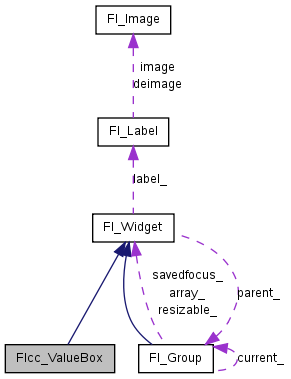 Fl_Image
image
deimage
Fl_Label
label_
Fl_Widget
savedfocus_
array_
resizable_
parent_
Flcc_ValueBox
Fl_Group
current_